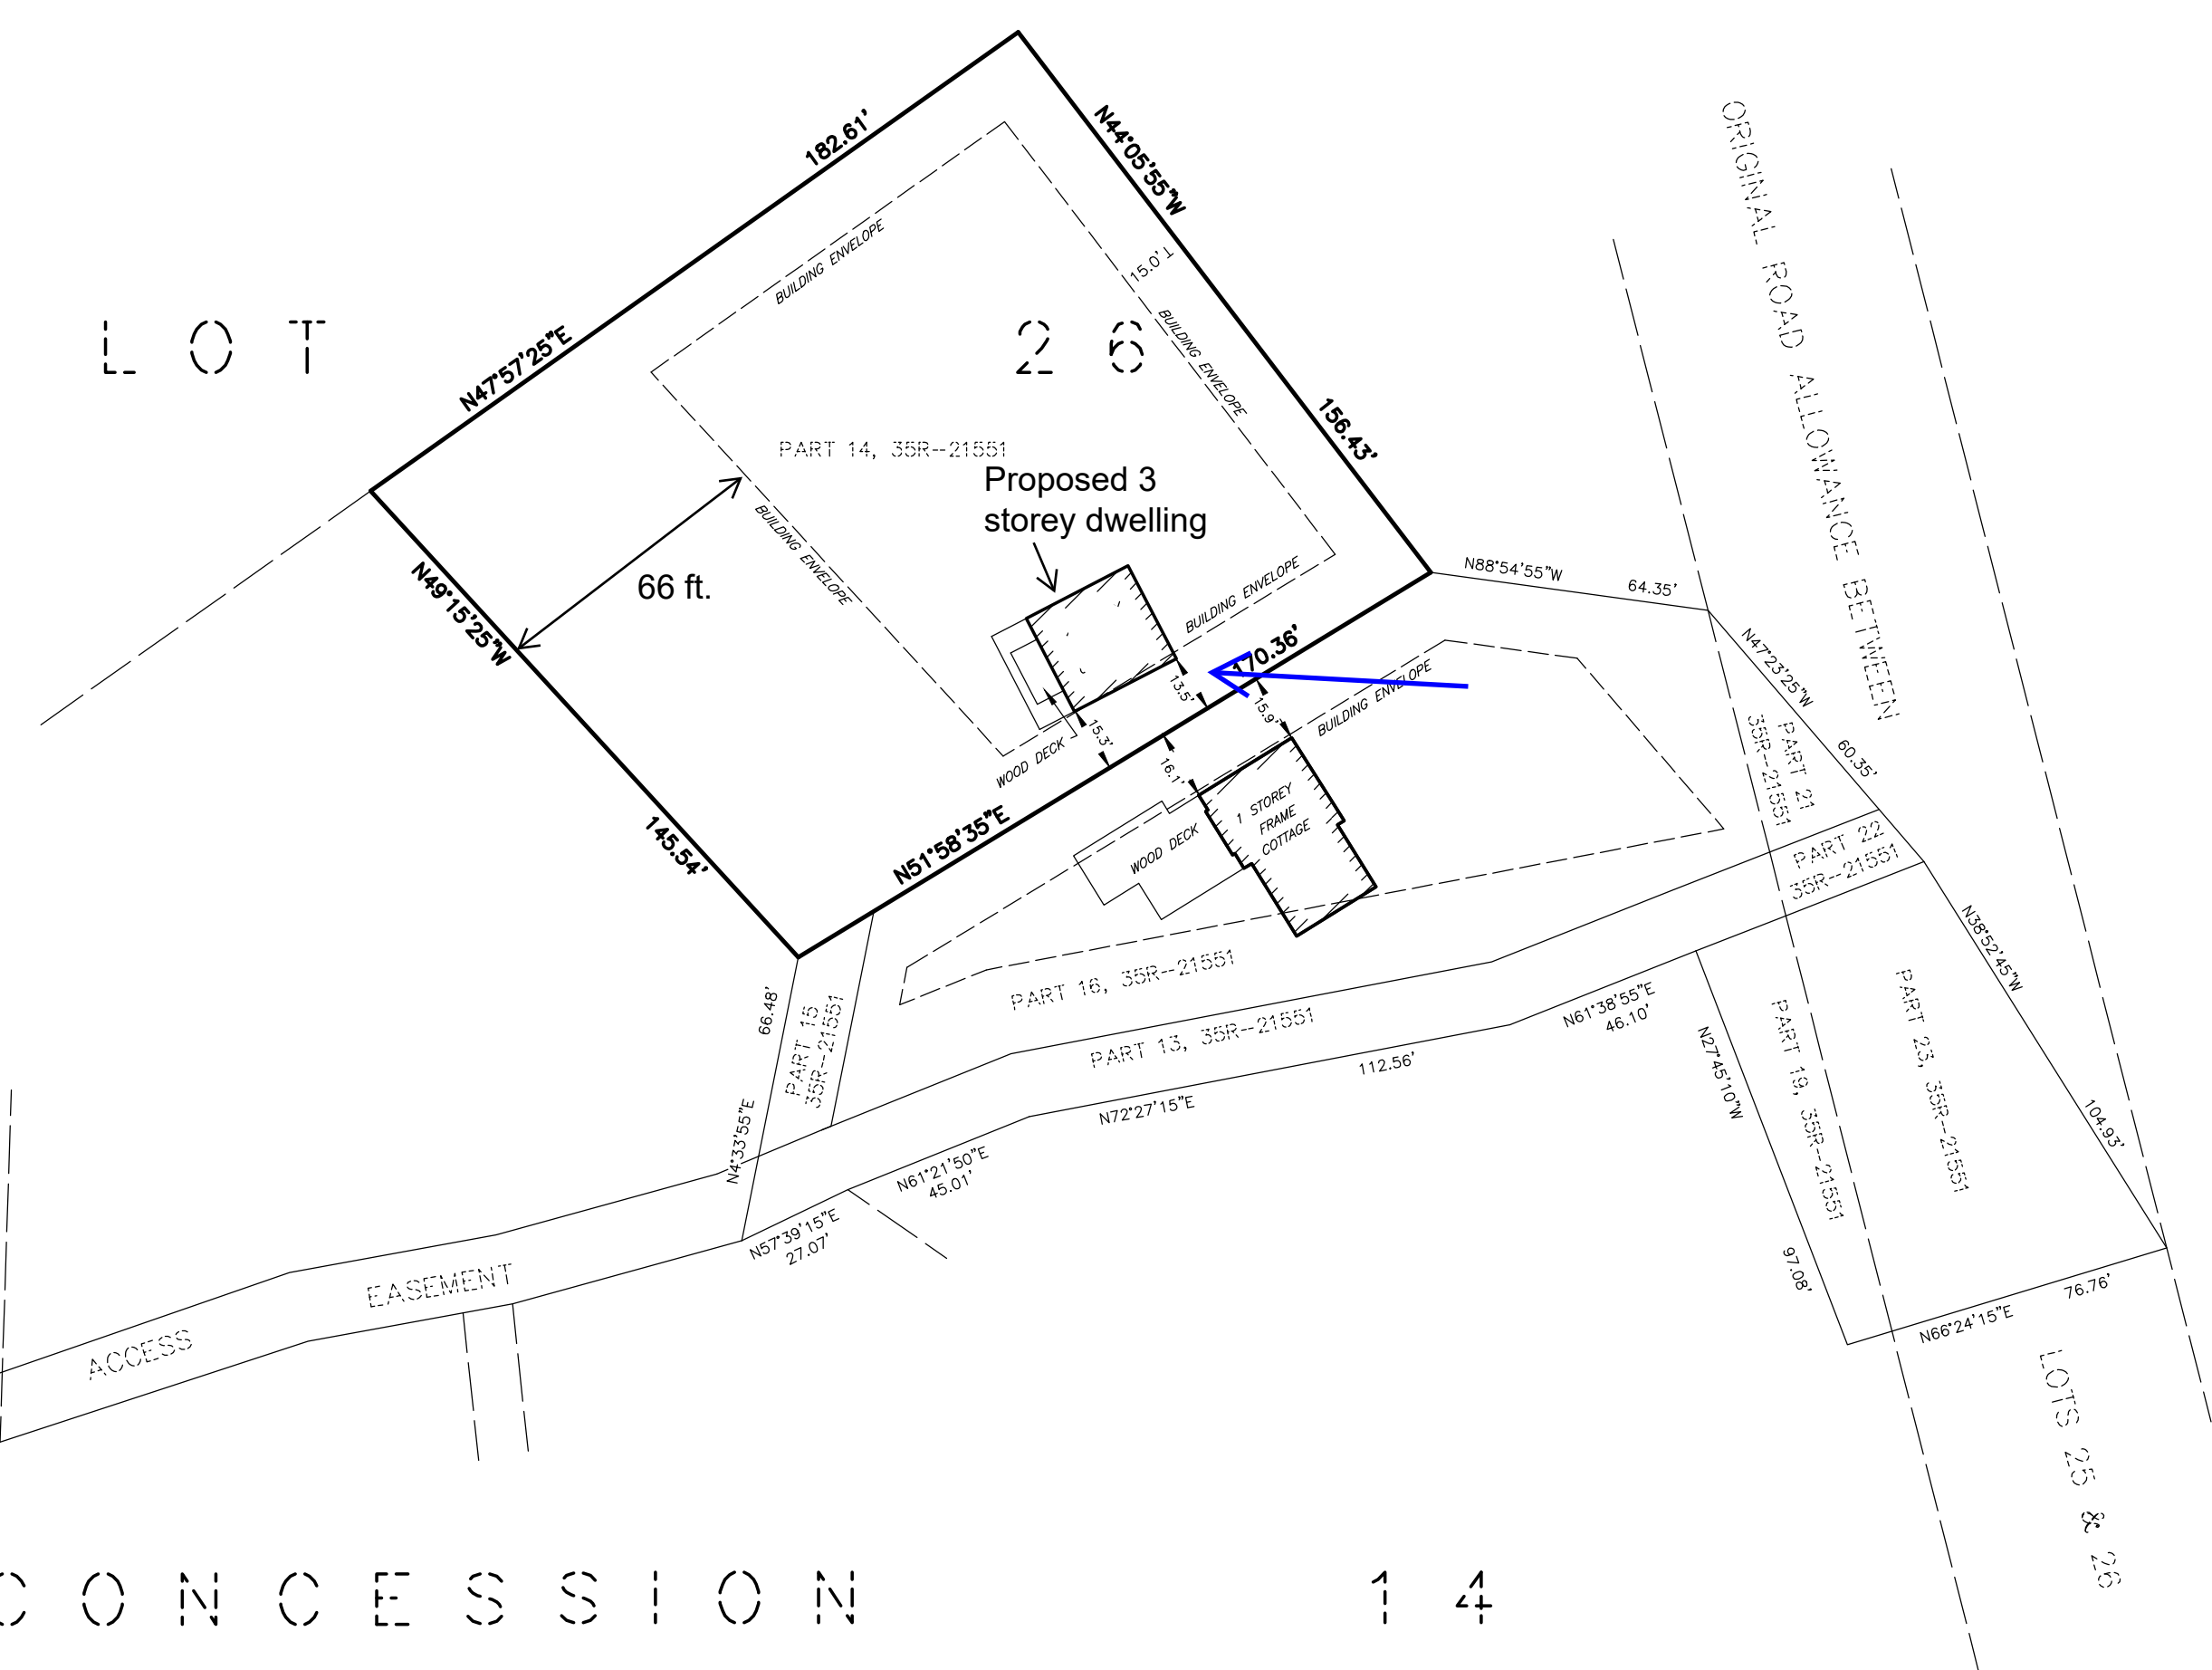 182.61’
N44°05’55”W
ORIGINAL ROAD ALLOWANCE BETWEEN
BUILDING ENVELOPE
15.0’
LOT 26
N47°57’25”E
BUILDING ENVELOPE
156.43’
PART 14, 35R--21551
Proposed 3
storey dwelling
66 ft.
BUILDING ENVELOPE
N49°15’25”W
BUILDING ENVELOPE
N88°54’55”W
64.35’
170.36’
13.5’
15.3’
15.9’
16.1’
BUILDING ENVELOPE
N47°23’25”W
60.35’
WOOD DECK
1 STOREY
FRAME
COTTAGE
WOOD DECK
PART 21
35R--21551
PART 22
35R--21551
N51°58’35”E
145.54’
PART 16, 35R--21551
PART 13, 35R--21551
66.48’
PART 15
35R--21551
N4°33’55”E
N38°52’45”W
104.93’
PART 23, 35R--21551
PART 19, 35R--21551
N61°38’55”E
46.10’
N27°45’10”W
97.08’
112.56’
N72°27’15”E
N61°21’50”E
45.01’
N57°39’15”E
27.07’
ACCESS EASEMENT
N66°24’15”E
76.76’
LOTS 25 & 26
CONCESSION 14